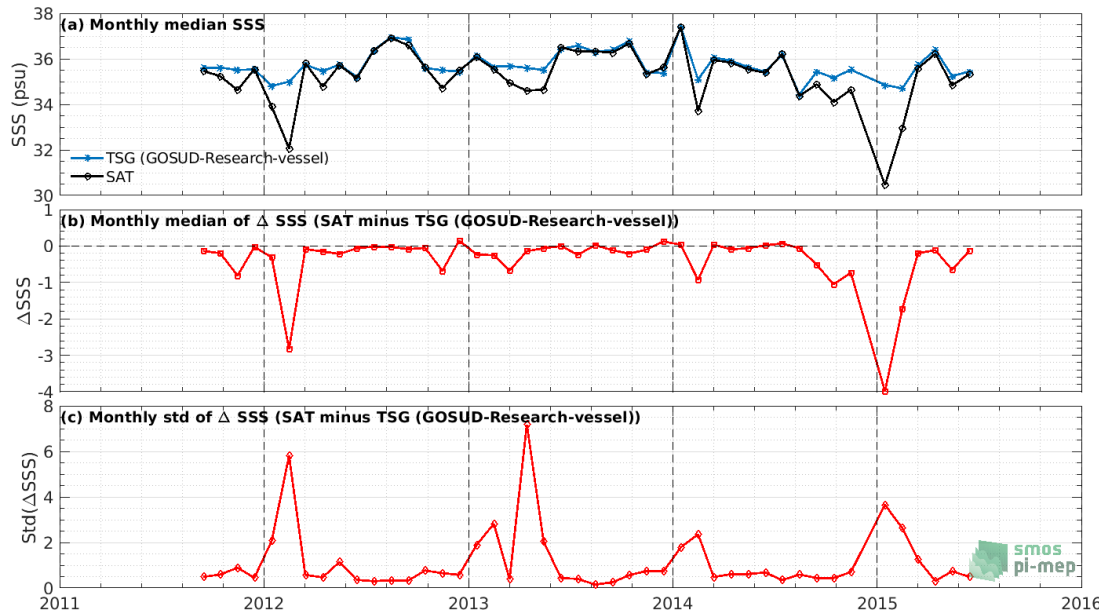 (a) Monthly median SSS
38
36
34
32
30
SSS (psu)
TSG (GOSUD-Research-vessel)
SAT
(b) Monthly median of Δ SSS (SAT minus TSG (GOSUD-Research-vessel))
1
0
-1
-2
-3
-4
ΔSSS
(c) Monthly std of Δ SSS (SAT minus TSG (GOSUD-Research-vessel))
8
6
4
2
0
Std(ΔSSS)
smos
pi-mep
2011 2012 2013 2014 2015 2016